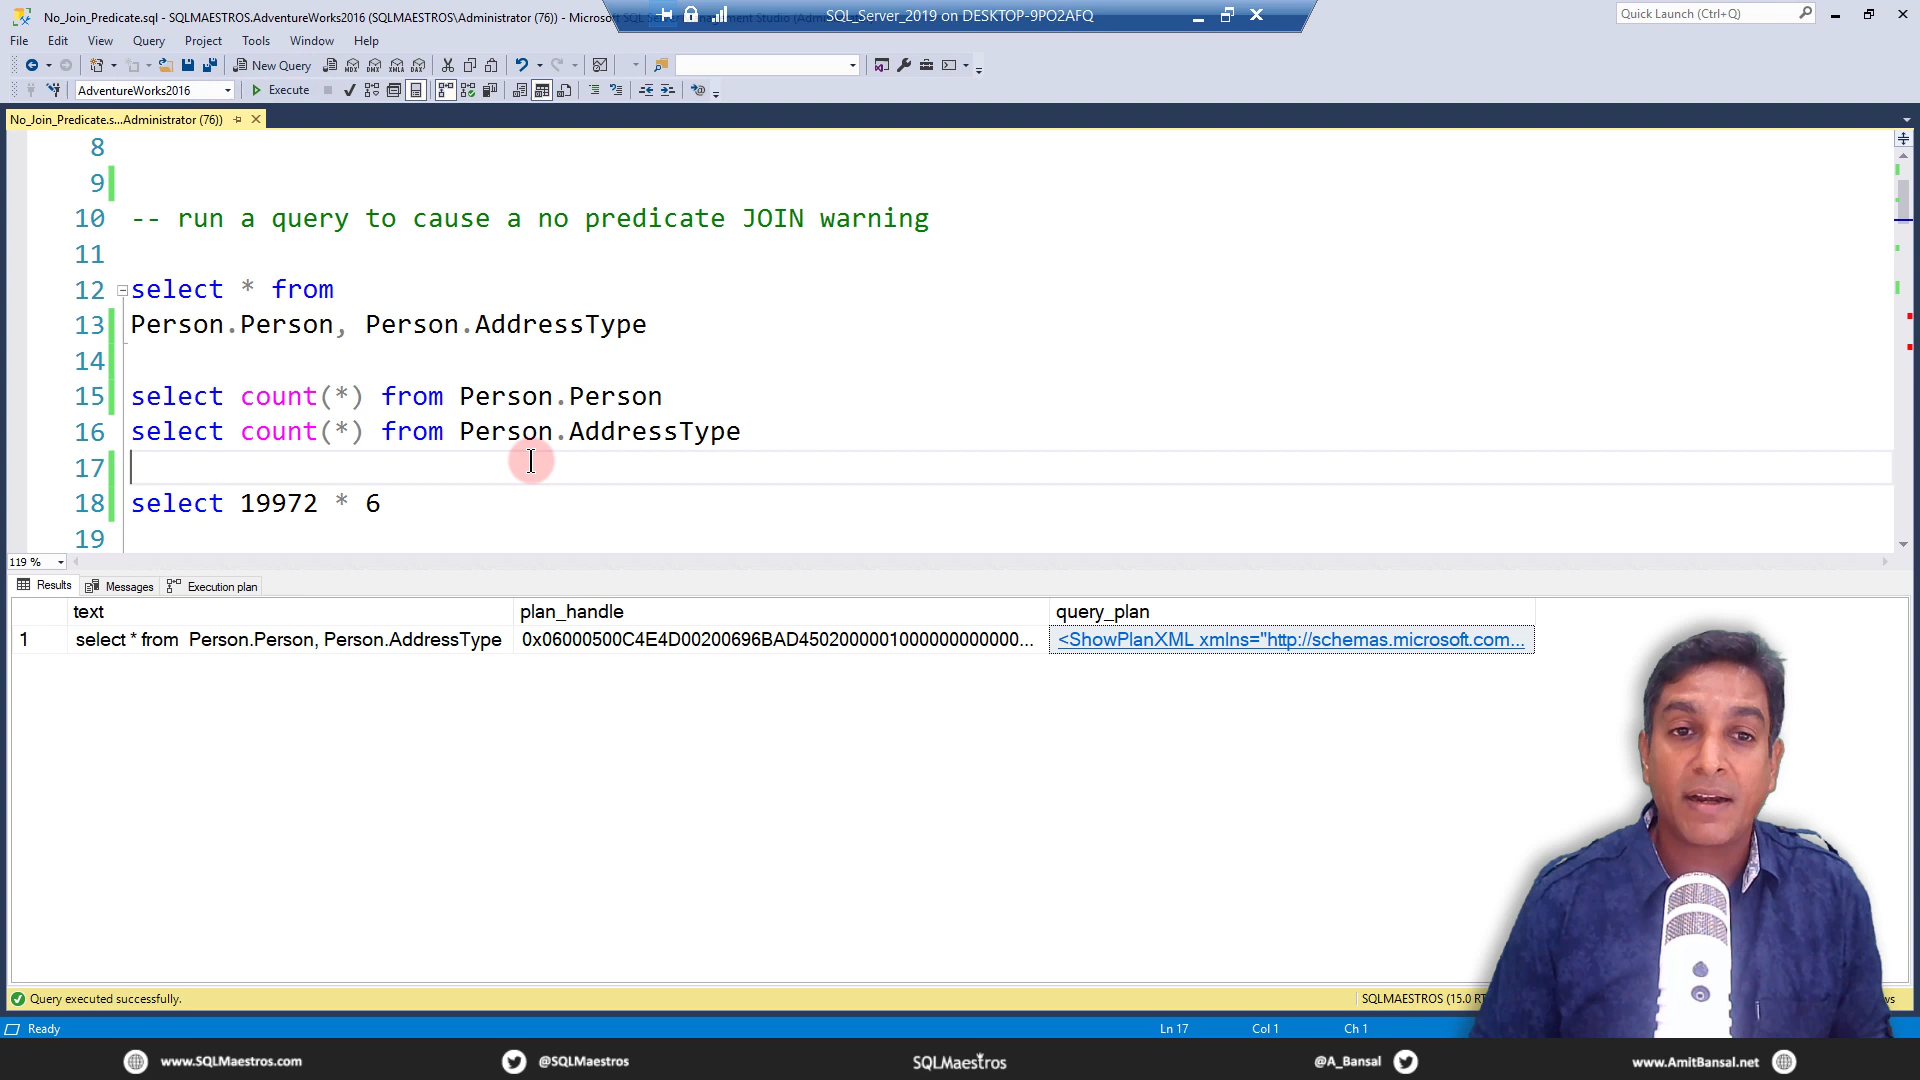 No_Join_Predicate.sql - SQLMAESTROS.AdventureWorks2016 (SQLMAESTROS\Administrator (76)) - Microsoft
SQL_Server_2019 on DESKTOP-9PO2AFQ
Quick Launch (Ctrl+Q)
File Edit View Query Project Tools Window Help
New Query
AdventureWorks2016
Execute
No_Join_Predicate.s...Administrator (76))
8
9
10 -- run a query to cause a no predicate JOIN warning
11
12 select * from
13 Person.Person, Person.AddressType
14
15 select count(*) from Person.Person
16 select count(*) from Person.AddressType
17
18 select 19972 * 6
19
119 %
Results Messages Execution plan
text plan_handle query_plan
1 select * from  Person.Person, Person.AddressType 0x06000500C4E4D00200696BAD4502000001000000000000... <ShowPlanXML xmlns="http://schemas.microsoft.com...
Query executed successfully.
SQLMAESTROS (15.0
Ready
Ln 17 Col 1 Ch 1
www.SQLMaestros.com @SQLMaestros SQLMaestros @A_Bansal www.AmitBansal.net